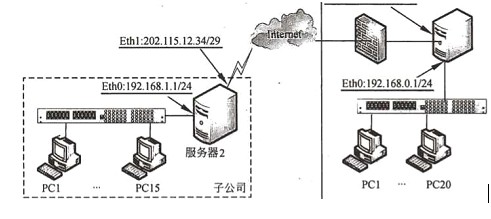 Eth1:202.115.12.34/29
Internet
Eth0:192.168.1.1/24
Eth0:192.168.0.1/24
服务器2
PC1
...
PC15
子公司
PC1
...
PC20